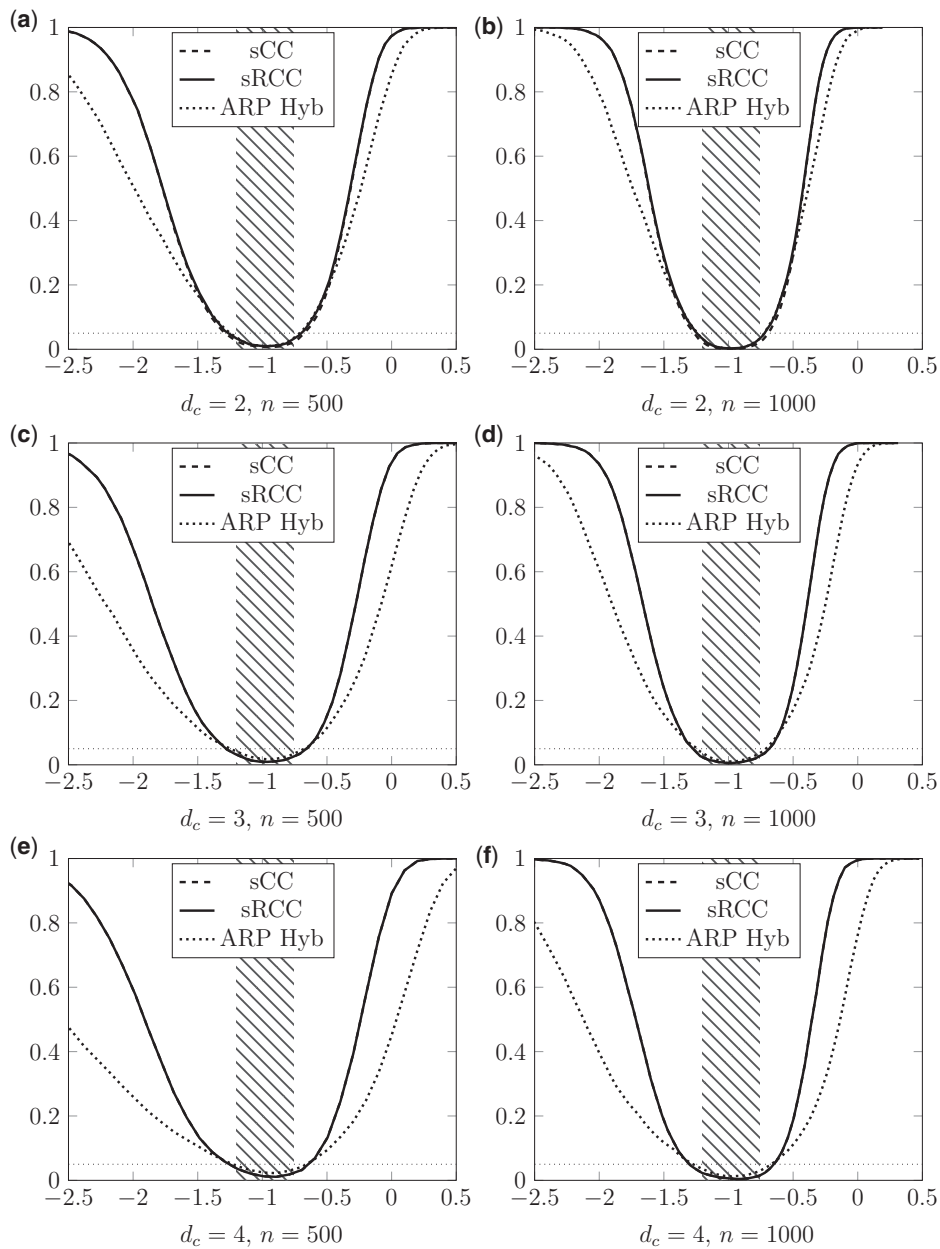 (a)
1
0.8
0.6
0.4
0.2
0
sCC
sRCC
ARP Hyb
−2.5 −2 −1.5 −1 −0.5 0 0.5
d_c = 2, n = 500
(b)
1
0.8
0.6
0.4
0.2
0
sCC
sRCC
ARP Hyb
−2.5 −2 −1.5 −1 −0.5 0 0.5
d_c = 2, n = 1000
(c)
1
0.8
0.6
0.4
0.2
0
sCC
sRCC
ARP Hyb
−2.5 −2 −1.5 −1 −0.5 0 0.5
d_c = 3, n = 500
(d)
1
0.8
0.6
0.4
0.2
0
sCC
sRCC
ARP Hyb
−2.5 −2 −1.5 −1 −0.5 0 0.5
d_c = 3, n = 1000
(e)
1
0.8
0.6
0.4
0.2
0
sCC
sRCC
ARP Hyb
−2.5 −2 −1.5 −1 −0.5 0 0.5
d_c = 4, n = 500
(f)
1
0.8
0.6
0.4
0.2
0
sCC
sRCC
ARP Hyb
−2.5 −2 −1.5 −1 −0.5 0 0.5
d_c = 4, n = 1000